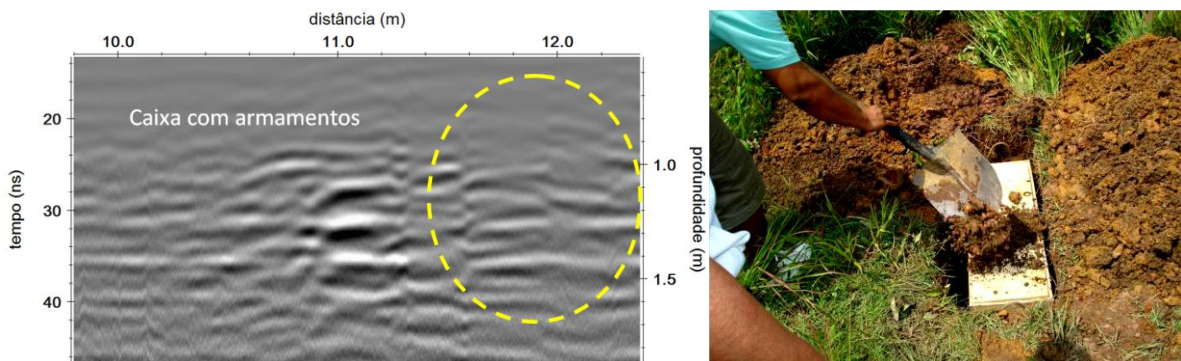 distância (m)
10.0 11.0 12.0
Caixa com armamentos
tempo (ns)
20
30
40
profundidade (m)
1.0
1.5